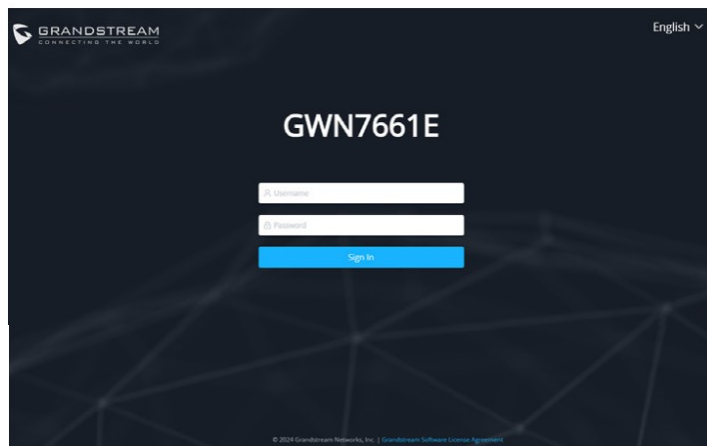 GRANDSTREAM
CONNECTING THE WORLD
English
GWN7661E
Username
Password
Sign In
© 2024 Grandstream Networks, Inc. | Grandstream Software License Agreement